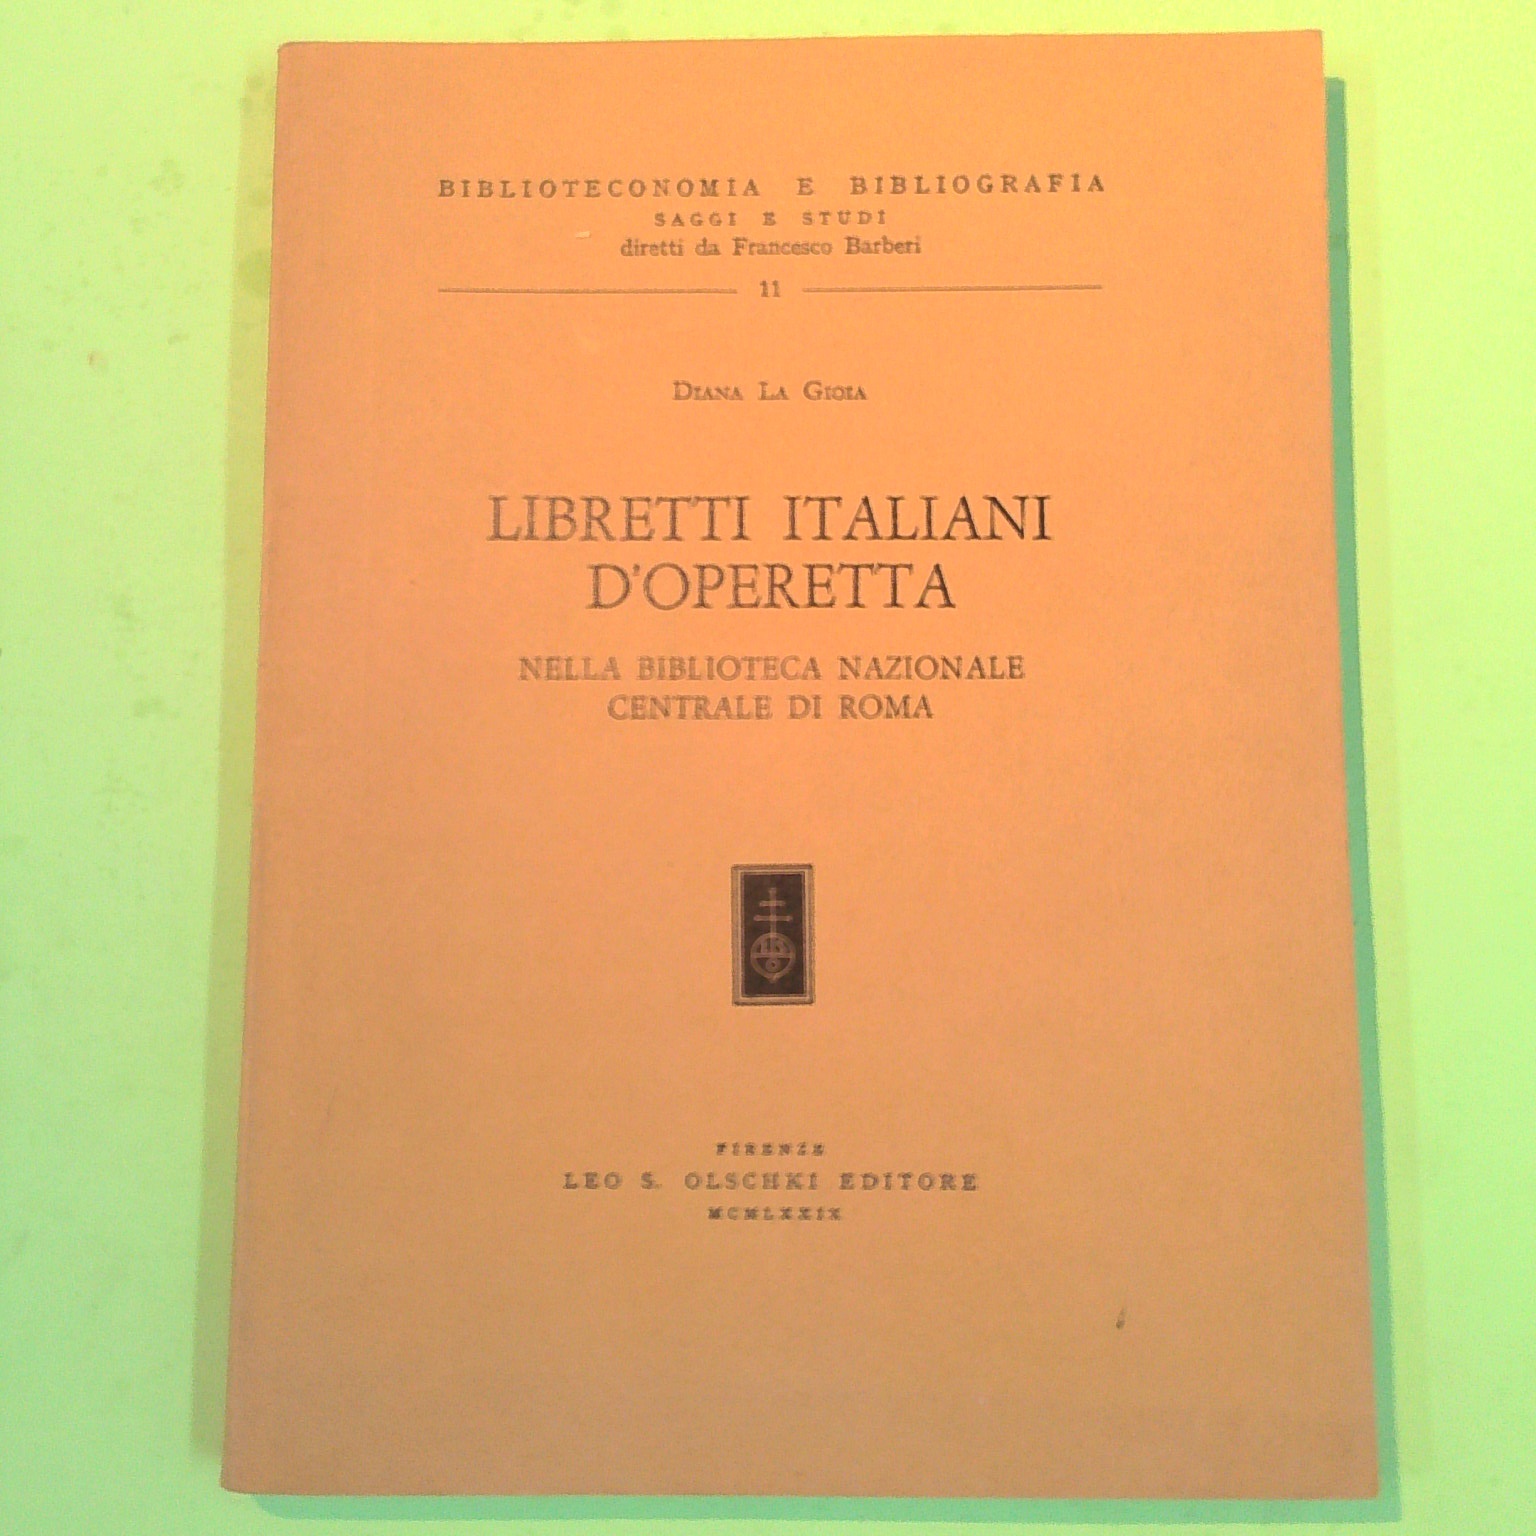 BIBLIOTECONOMIA E BIBLIOGRAFIA
SAGGI E STUDI
diretti da Francesco Barberi
11
DIANA LA GIOIA
LIBRETTI ITALIANI
D'OPERETTA
NELLA BIBLIOTECA NAZIONALE
CENTRALE DI ROMA
FIRENZE
LEO S. OLSCHKI EDITORE
MCMLXXIX